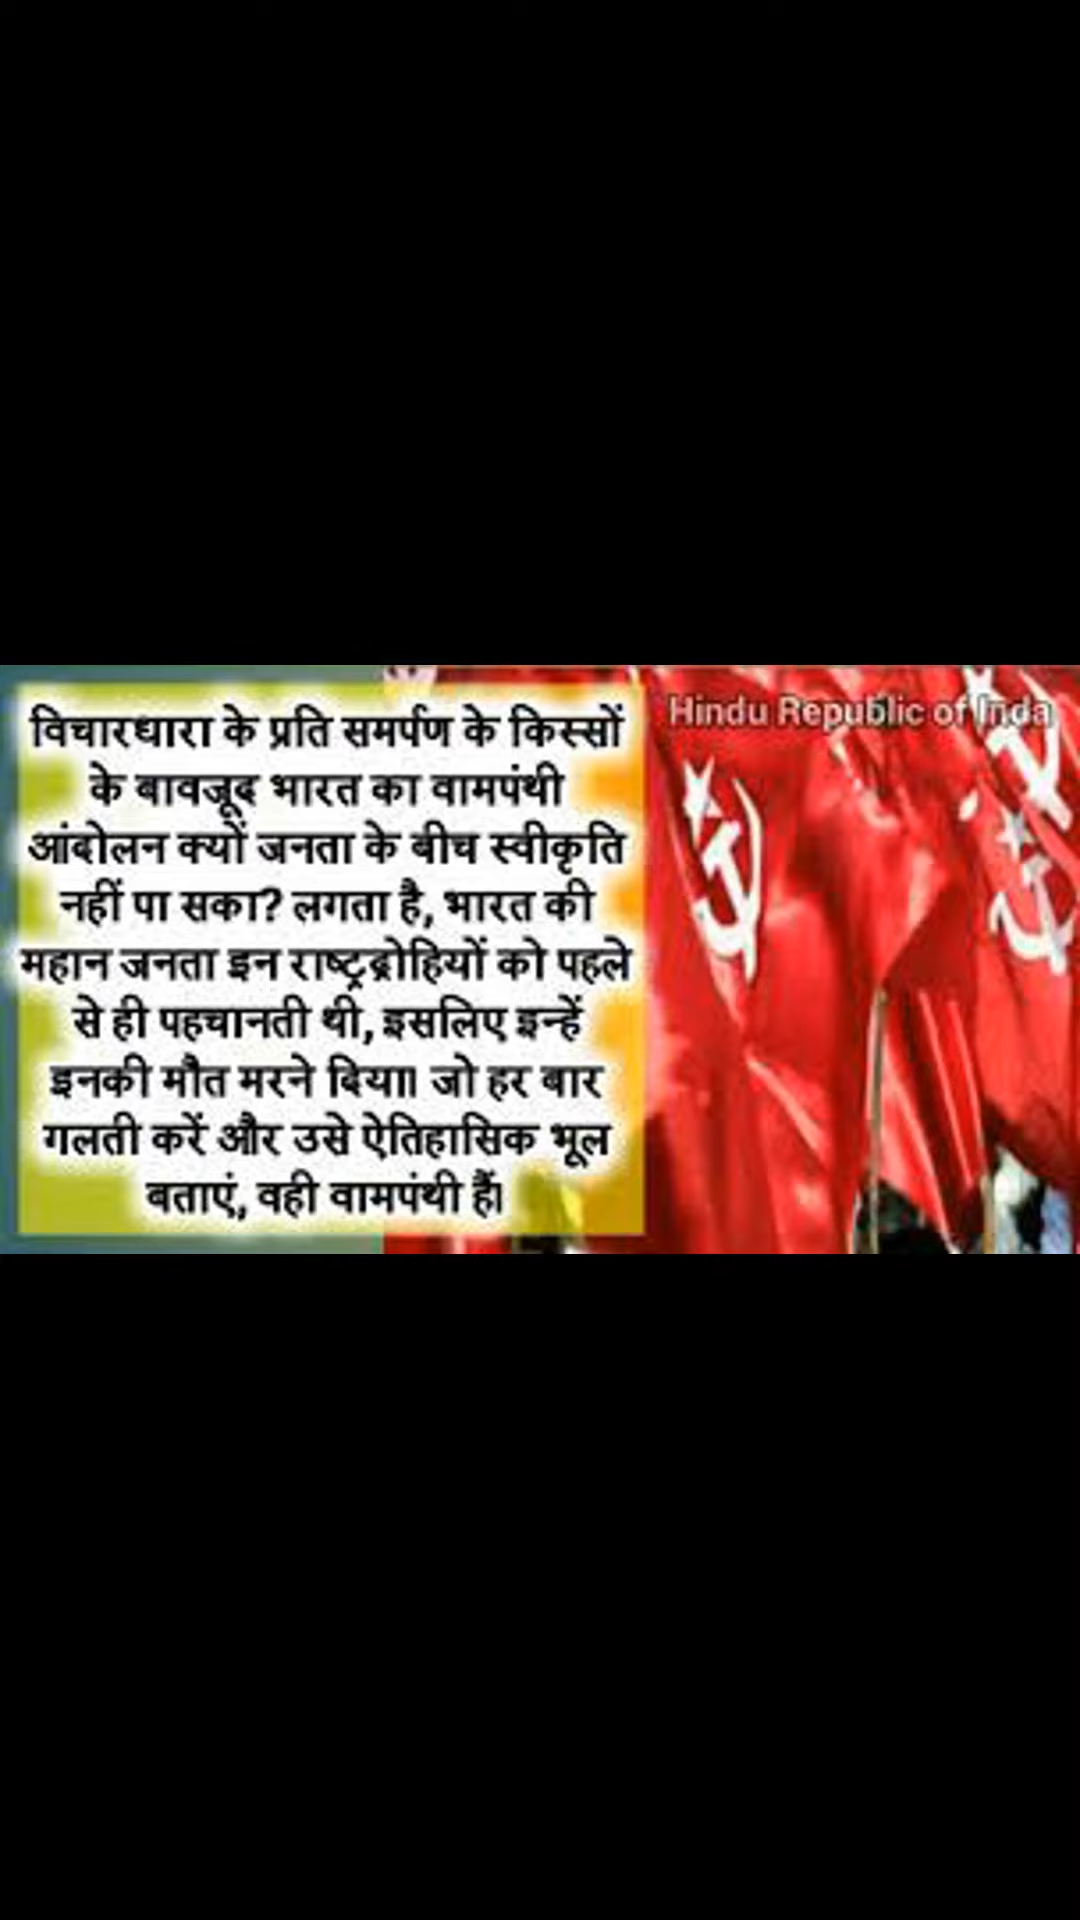 विचारधारा के प्रति समर्पण के किस्सों
के बावजूद भारत का वामपंथी
आंदोलन क्यों जनता के बीच स्वीकृति
नहीं पा सका? लगता है, भारत की
महान जनता इन राष्ट्रद्रोहियों को पहले
से ही पहचानती थी, इसलिए इन्हें
इनकी मौत मरने दिया। जो हर बार
गलती करें और उसे ऐतिहासिक भूल
बताएं, वही वामपंथी हैं।
Hindu Republic of Inda